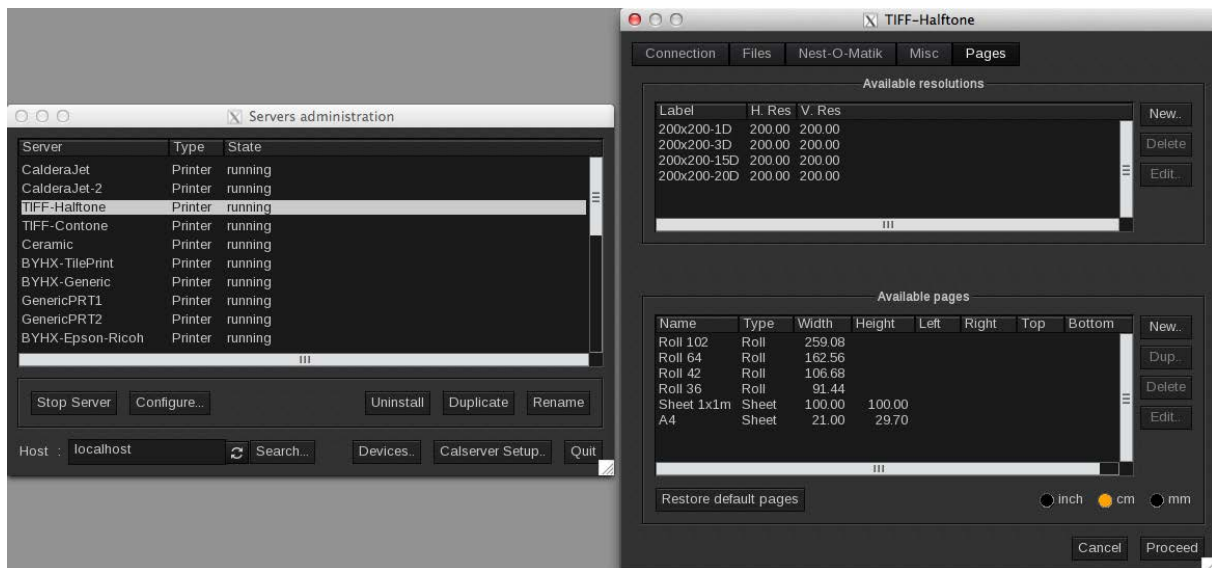 Servers administration
Server Type State
CalderaJet Printer running
CalderaJet-2 Printer running
TIFF-Halftone Printer running
TIFF-Contone Printer running
Ceramic Printer running
BYHX-TilePrint Printer running
BYHX-Generic Printer running
GenericPRT1 Printer running
GenericPRT2 Printer running
BYHX-Epson-Ricoh Printer running
Stop Server Configure... Uninstall Duplicate Rename
Host : localhost Search... Devices.. Calserver Setup.. Quit
TIFF-Halftone
Connection Files Nest-O-Matik Misc Pages
Available resolutions
Label H. Res V. Res
200x200-1D 200.00 200.00
200x200-3D 200.00 200.00
200x200-15D 200.00 200.00
200x200-20D 200.00 200.00
New..
Delete
Edit..
Available pages
Name Type Width Height Left Right Top Bottom
Roll 102 Roll 259.08
Roll 64 Roll 162.56
Roll 42 Roll 106.68
Roll 36 Roll 91.44
Sheet 1x1m Sheet 100.00 100.00
A4 Sheet 21.00 29.70
New..
Dup..
Delete
Edit..
Restore default pages inch cm mm
Cancel Proceed